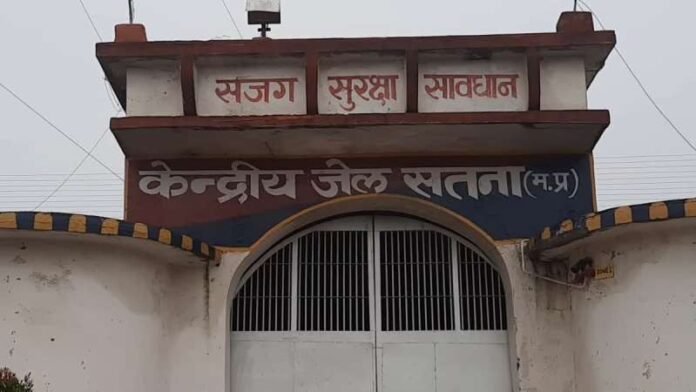 सजग सुरक्षा सावधान
केन्द्रीय जेल सतना (म.प्र)